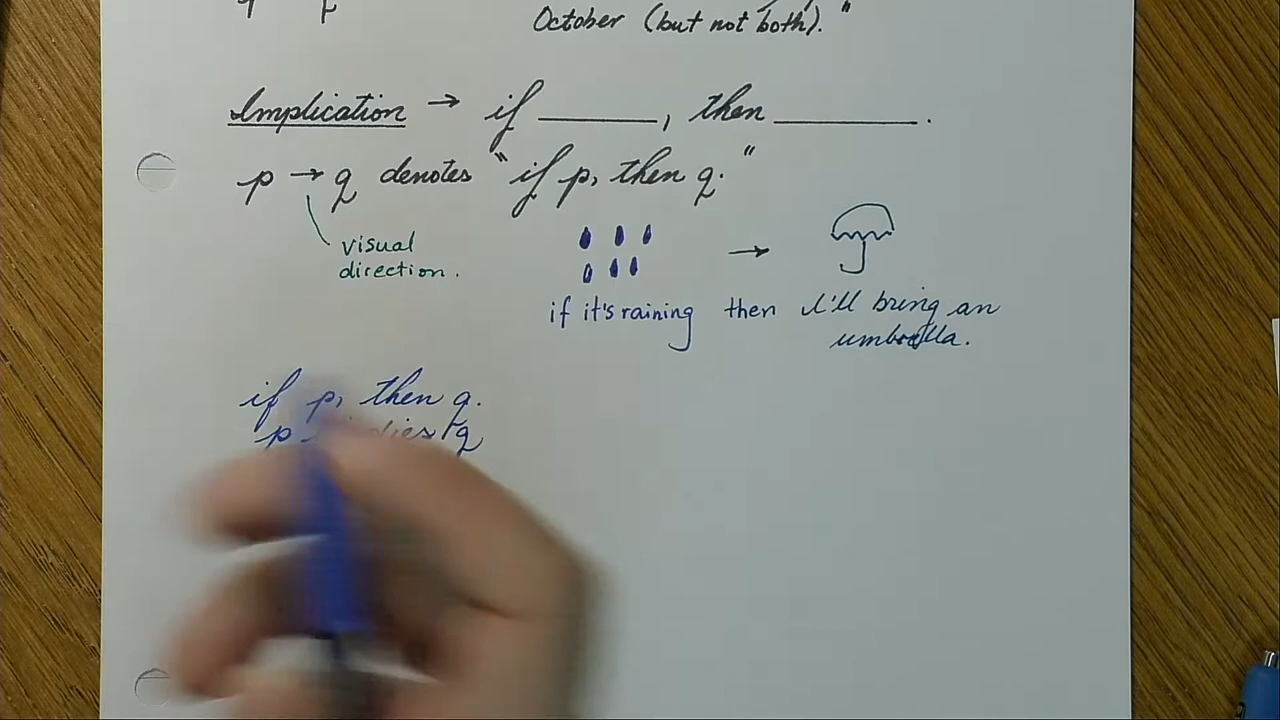 October (but not both)."
Implication → if ______, then ______.
p → q denotes "if p, then q."
visual
direction.
if it's raining then I'll bring an
umbrella.
if p, then q.
p q